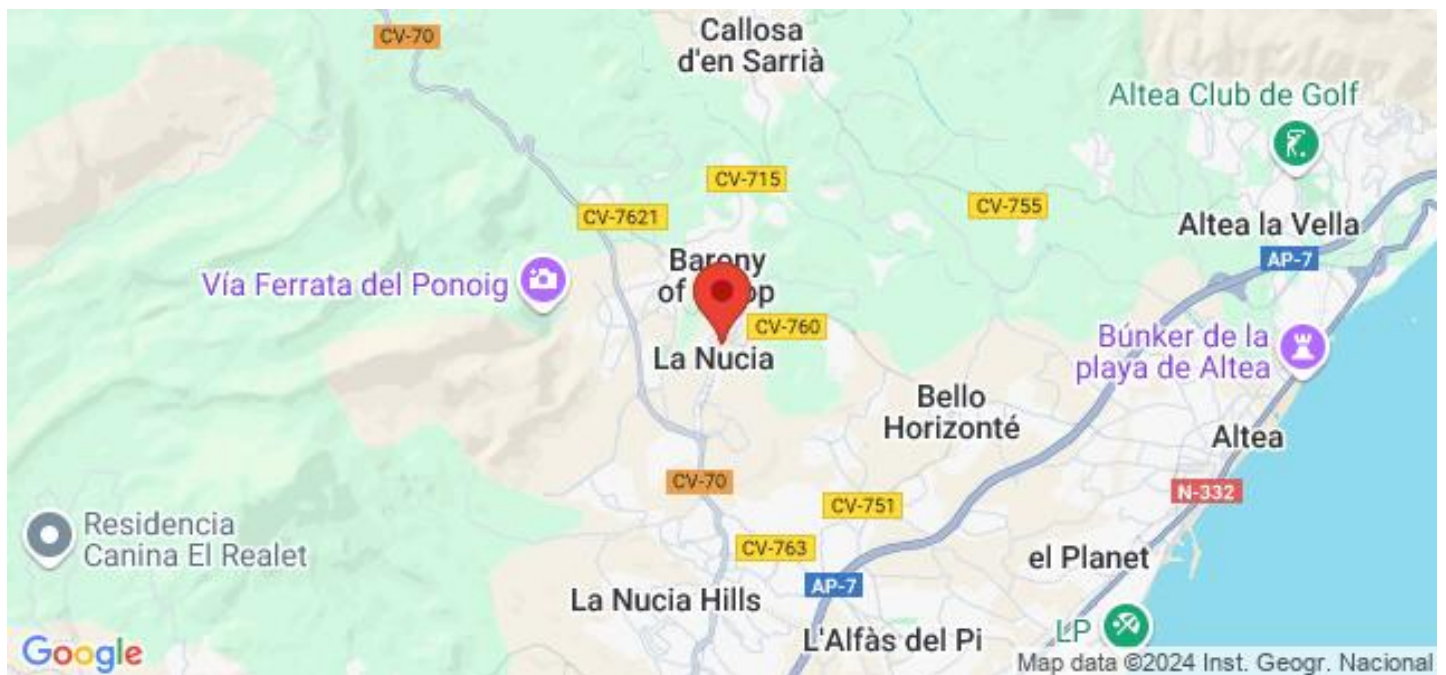 CV-70
Callosa
d'en Sarrià
Altea Club de Golf
CV-715
CV-755
CV-7621
Altea la Vella
AP-7
Barony
of
op
Vía Ferrata del Ponoig
CV-760
La Nucia
Búnker de la
playa de Altea
Bello
Horizonté
Altea
CV-70
N-332
CV-751
Residencia
Canina El Realet
CV-763
el Planet
AP-7
La Nucia Hills
L'Alfàs del Pi
LP
Google
Map data ©2024 Inst. Geogr. Nacional